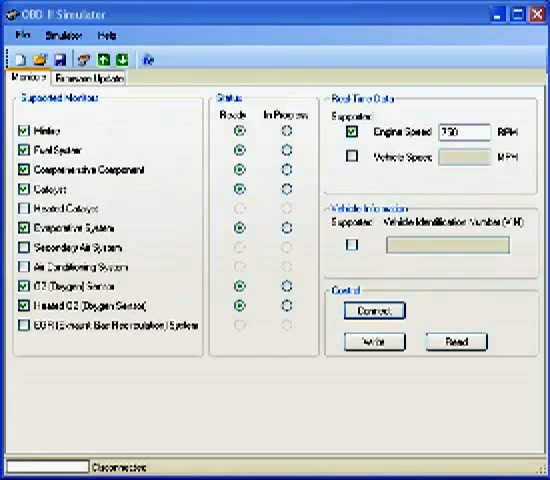 OBD II Simulator
File Simulator Help
Monitors Firmware Update
Supported Monitors
Status
Real-Time Data
Ready In Progress
Supported
Misfire
Engine Speed 750 RPM
Fuel System
Vehicle Speed MPH
Comprehensive Component
Catalyst
Heated Catalyst
Vehicle Information
Evaporative System
Supported Vehicle Identification Number (VIN)
Secondary Air System
Air Conditioning System
O2 (Oxygen) Sensor
Control
Heated O2 (Oxygen Sensor)
Connect
EGR (Exhaust Gas Recirculation) System
Write Read
Disconnected